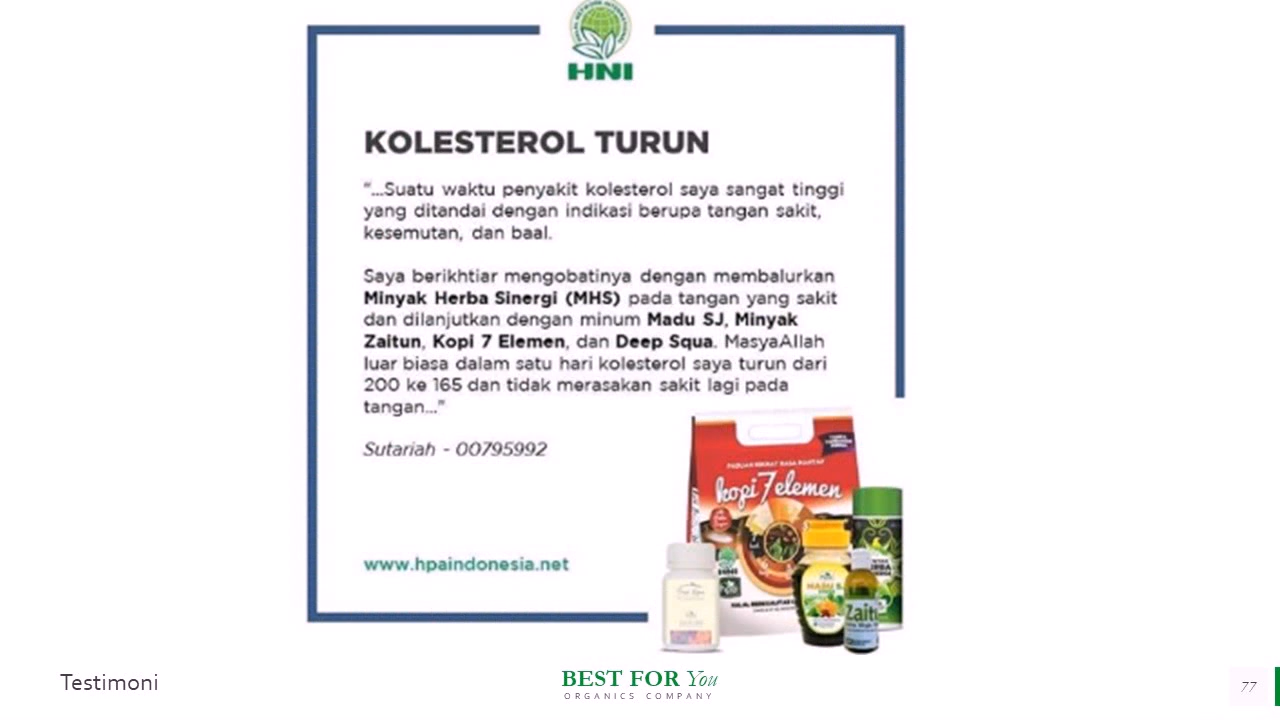 HNI
KOLESTEROL TURUN
"...Suatu waktu penyakit kolesterol saya sangat tinggi
yang ditandai dengan indikasi berupa tangan sakit,
kesemutan, dan baal.
Saya berikhtiar mengobatinya dengan membalurkan
Minyak Herba Sinergi (MHS) pada tangan yang sakit
dan dilanjutkan dengan minum Madu SJ, Minyak
Zaitun, Kopi 7 Elemen, dan Deep Squa. MasyaAllah
luar biasa dalam satu hari kolesterol saya turun dari
200 ke 165 dan tidak merasakan sakit lagi pada
tangan..."
Sutariah - 00795992
kopi 7 elemen
HNI
www.hpaindonesia.net
Testimoni
BEST FOR You
ORGANICS COMPANY
77